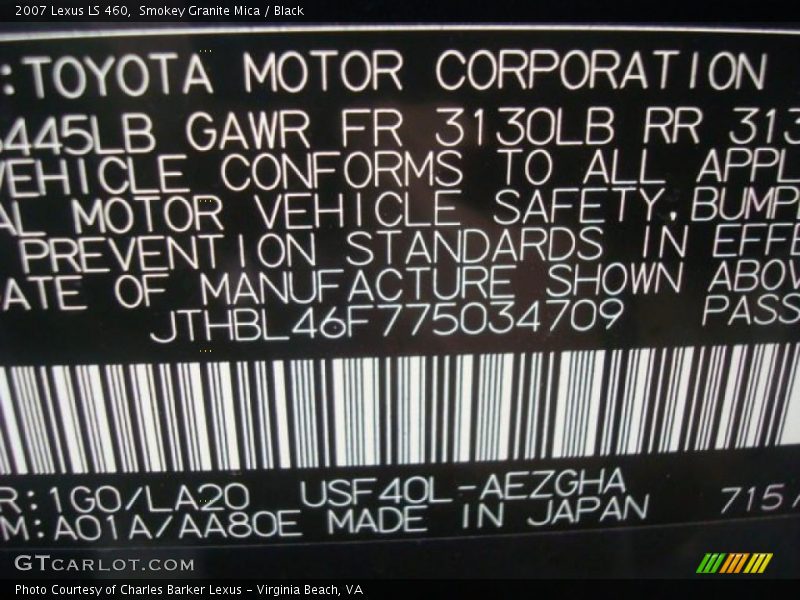 2007 Lexus LS 460,  Smokey Granite Mica / Black
:TOYOTA MOTOR CORPORATION
445LB GAWR FR 3130LB RR 313
VEHICLE CONFORMS TO ALL APPL
AL MOTOR VEHICLE SAFETY, BUMP
PREVENTION STANDARDS IN EFFE
ATE OF MANUFACTURE SHOWN ABOV
JTHBL46F775034709 PASS
R:1G0/LA20 USF40L-AEZGHA 715/
M:A01A/AA80E MADE IN JAPAN
GTCARLOT.COM
Photo Courtesy of Charles Barker Lexus - Virginia Beach, VA